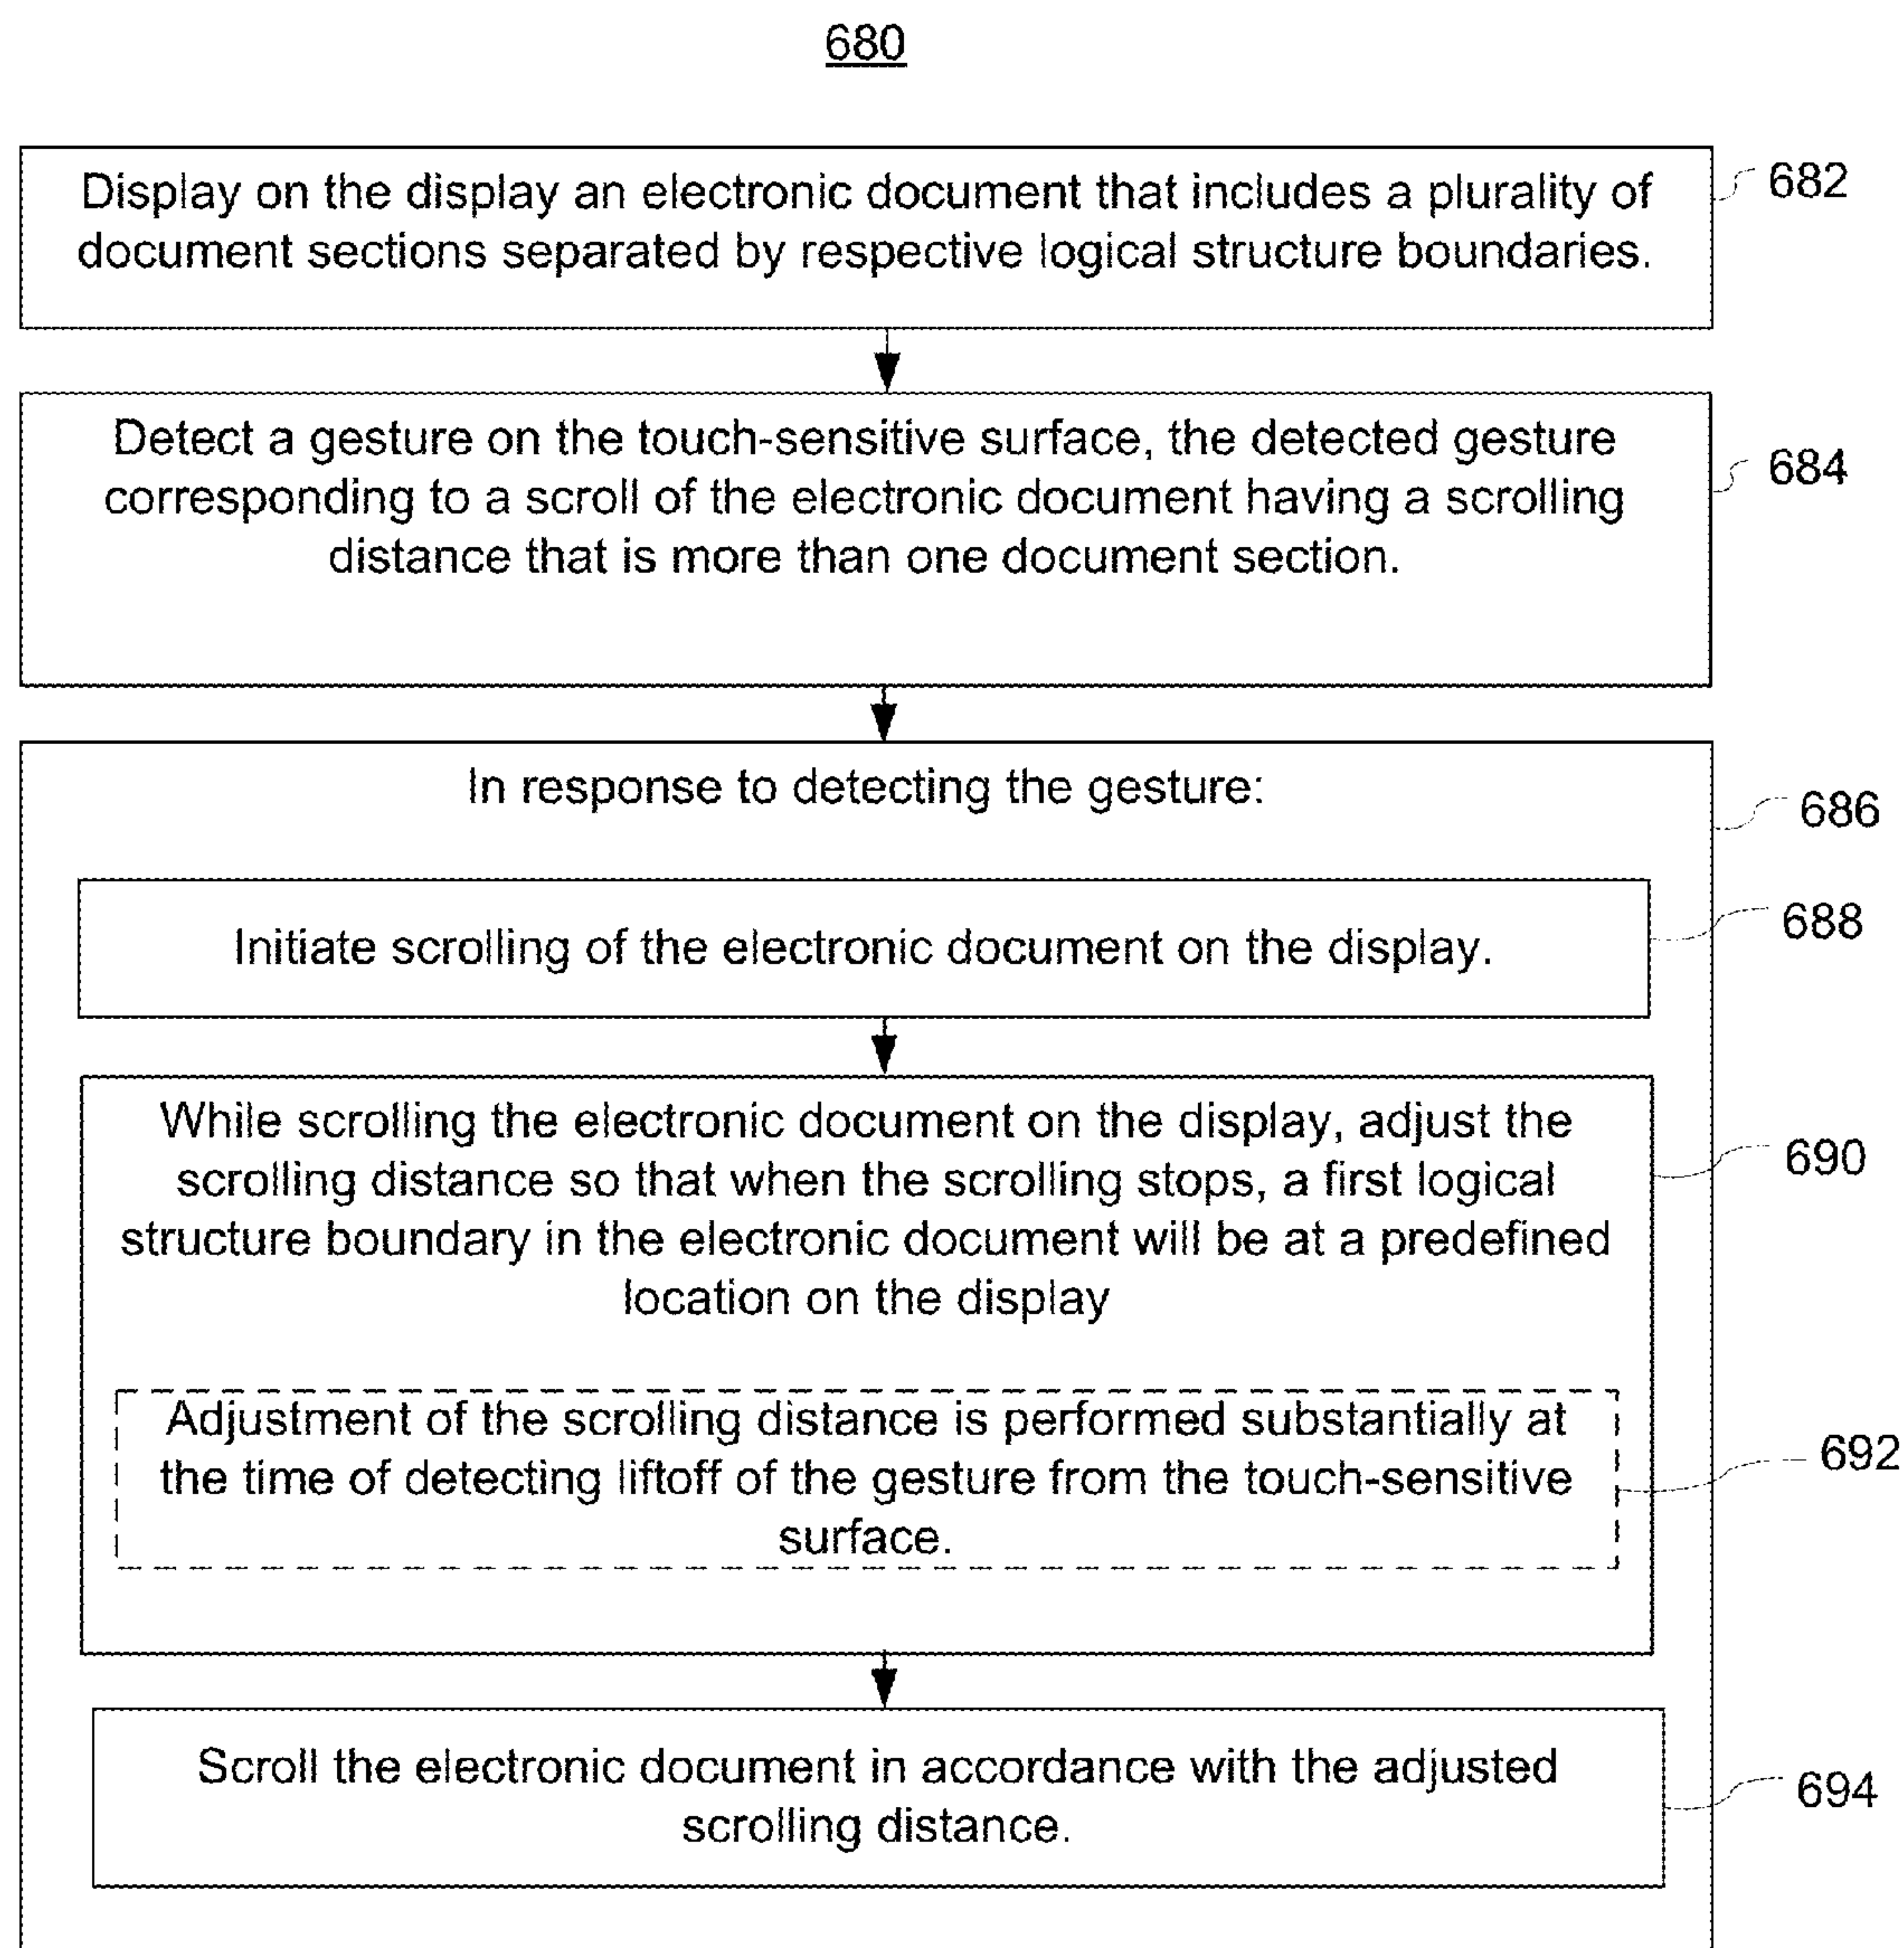 680
Display on the display an electronic document that includes a plurality of
document sections separated by respective logical structure boundaries.
682
Detect a gesture on the touch-sensitive surface, the detected gesture
corresponding to a scroll of the electronic document having a scrolling
distance that is more than one document section.
684
In response to detecting the gesture:
686
Initiate scrolling of the electronic document on the display.
688
While scrolling the electronic document on the display, adjust the
scrolling distance so that when the scrolling stops, a first logical
structure boundary in the electronic document will be at a predefined
location on the display
690
Adjustment of the scrolling distance is performed substantially at
the time of detecting liftoff of the gesture from the touch-sensitive
surface.
692
Scroll the electronic document in accordance with the adjusted
scrolling distance.
694